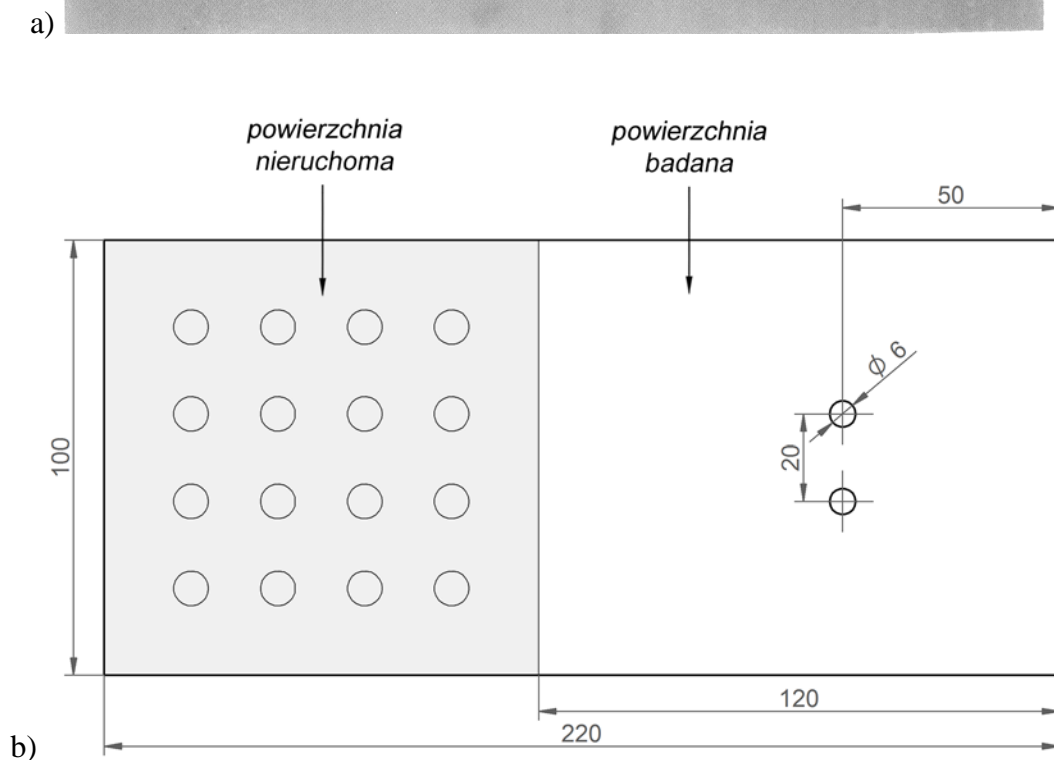 a)
powierzchnia
nieruchoma
powierzchnia
badana
50
ϕ 6
100
20
120
220
b)